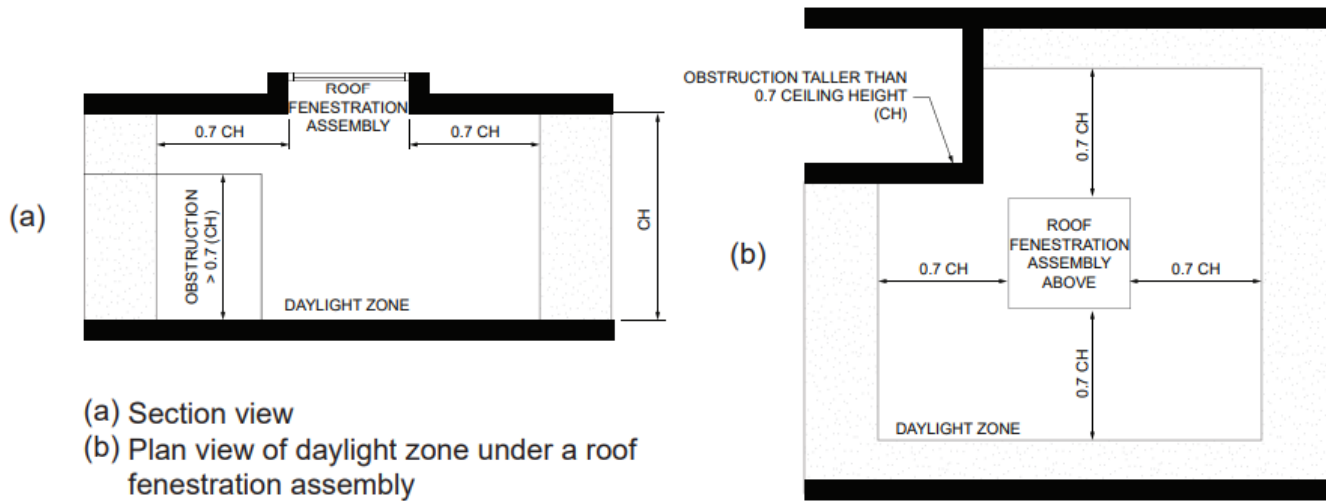 ROOF
FENESTRATION
ASSEMBLY
0.7 CH
0.7 CH
OBSTRUCTION
> 0.7 (CH)
CH
DAYLIGHT ZONE
(a)
(a) Section view
(b) Plan view of daylight zone under a roof
fenestration assembly
OBSTRUCTION TALLER THAN
0.7 CEILING HEIGHT
(CH)
0.7 CH
(b)
ROOF
FENESTRATION
ASSEMBLY
ABOVE
0.7 CH
0.7 CH
0.7 CH
DAYLIGHT ZONE